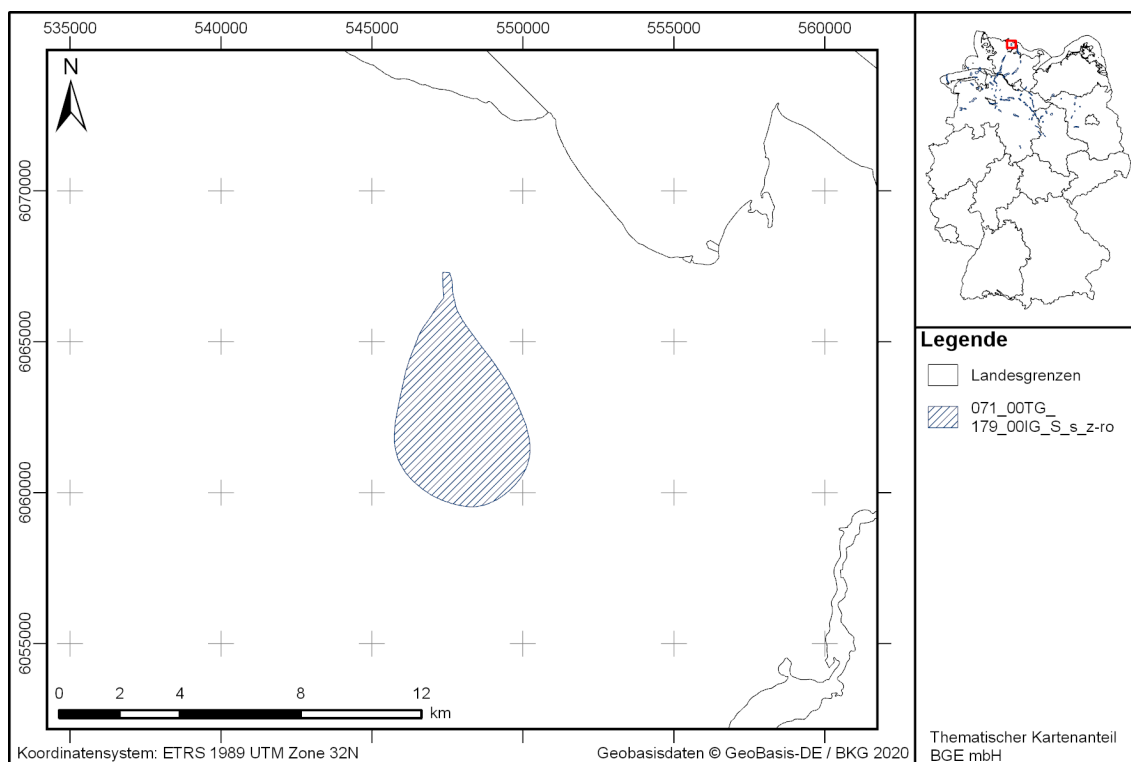 535000 540000 545000 550000 555000 560000
N
6070000
6065000
6060000
6055000
0 2 4 8 12
km
Koordinatensystem: ETRS 1989 UTM Zone 32N
Geobasisdaten © GeoBasis-DE / BKG 2020
Legende
Landesgrenzen
071_00TG_
179_00IG_S_s_z-ro
Thematischer Kartenanteil
BGE mbH